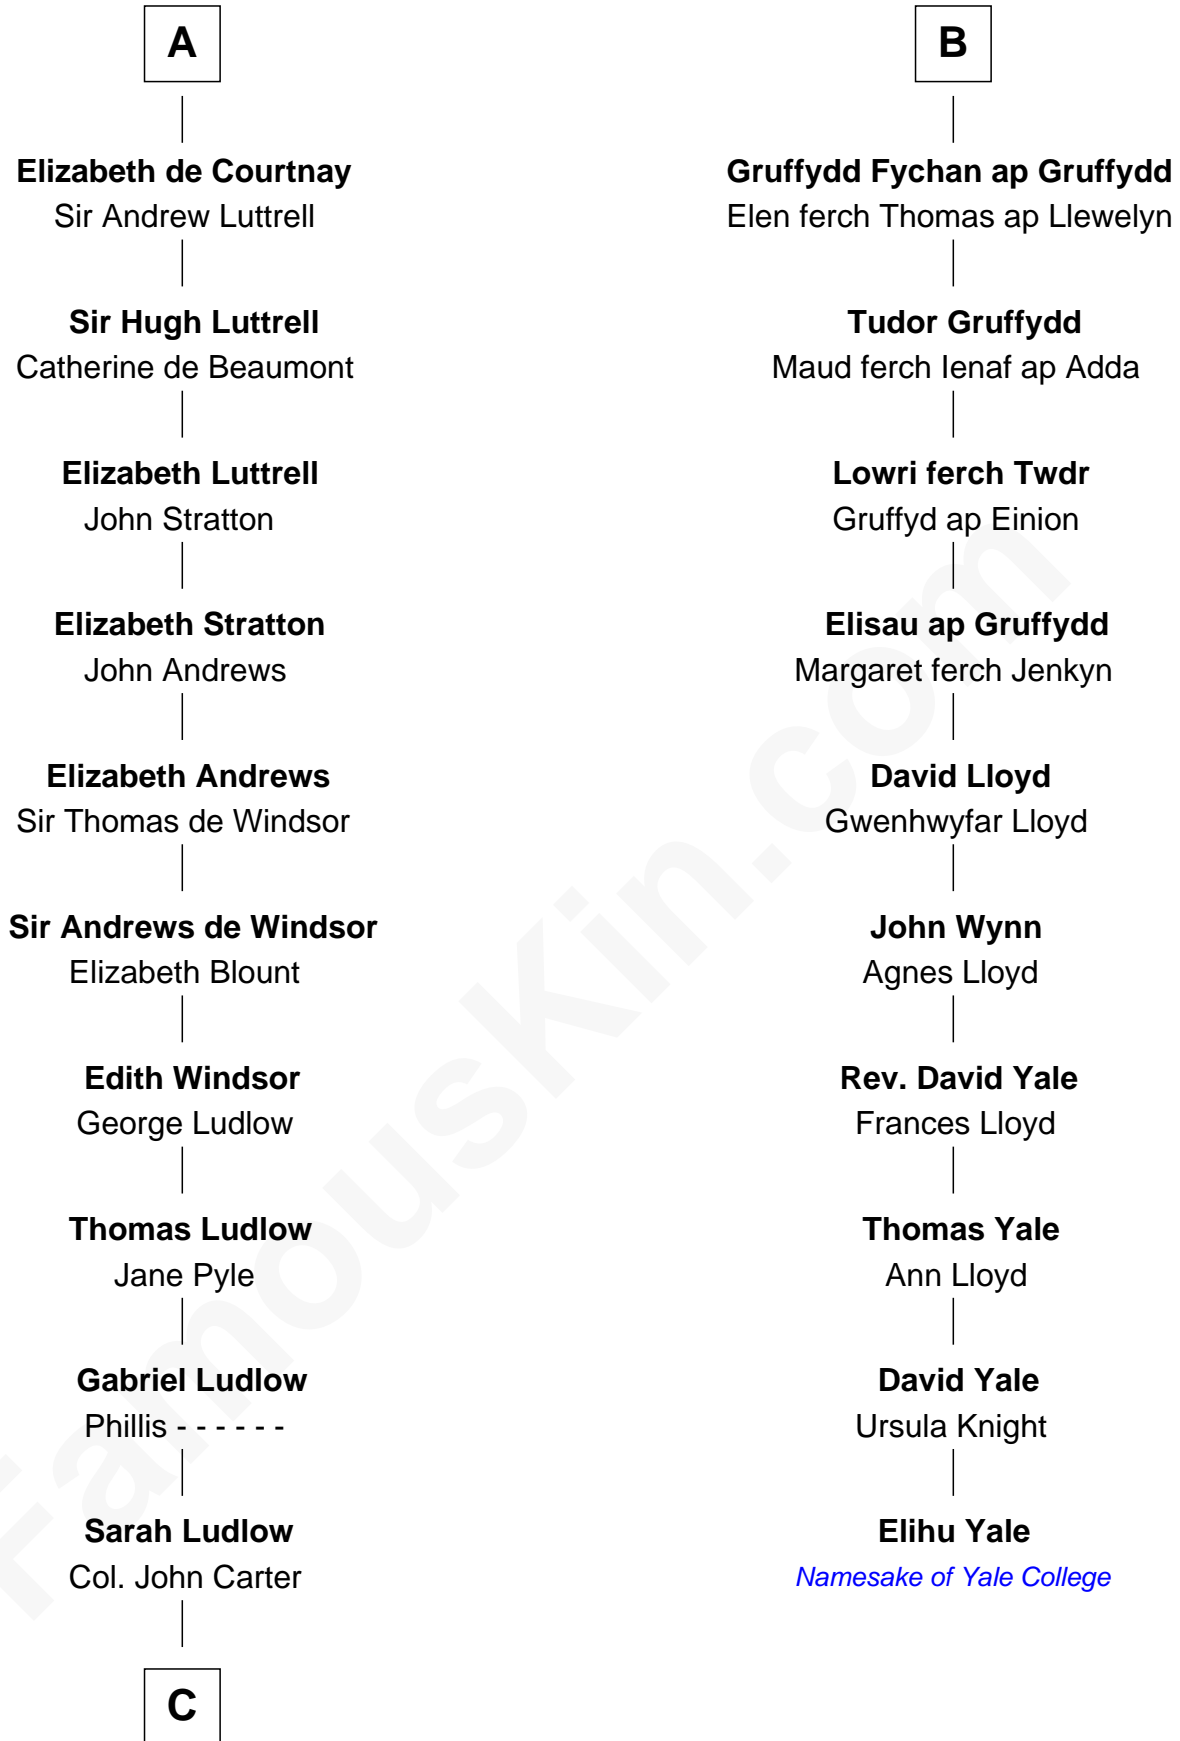 A
Elizabeth de Courtnay
Sir Andrew Luttrell
Sir Hugh Luttrell
Catherine de Beaumont
Elizabeth Luttrell
John Stratton
Elizabeth Stratton
John Andrews
Elizabeth Andrews
Sir Thomas de Windsor
Sir Andrews de Windsor
Elizabeth Blount
Edith Windsor
George Ludlow
Thomas Ludlow
Jane Pyle
Gabriel Ludlow
Phillis - - - - - -
Sarah Ludlow
Col. John Carter
C
B
Gruffydd Fychan ap Gruffydd
Elen ferch Thomas ap Llewelyn
Tudor Gruffydd
Maud ferch Ienaf ap Adda
Lowri ferch Twdr
Gruffyd ap Einion
Elisau ap Gruffydd
Margaret ferch Jenkyn
David Lloyd
Gwenhwyfar Lloyd
John Wynn
Agnes Lloyd
Rev. David Yale
Frances Lloyd
Thomas Yale
Ann Lloyd
David Yale
Ursula Knight
Elihu Yale
Namesake of Yale College
FamousKin.com